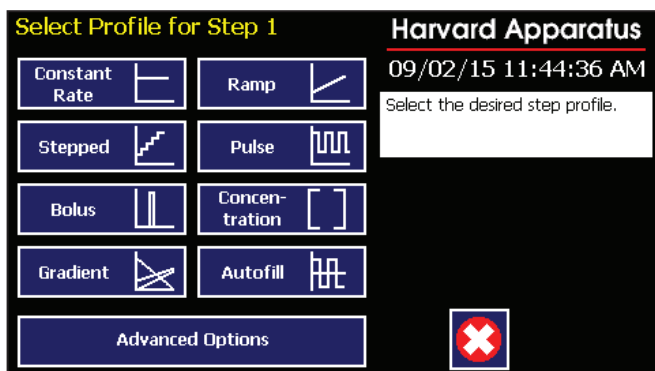 Select Profile for Step 1
Harvard Apparatus
09/02/15 11:44:36 AM
Select the desired step profile.
Constant
Rate
Ramp
Stepped
Pulse
Bolus
Concen-
tration
Gradient
Autofill
Advanced Options